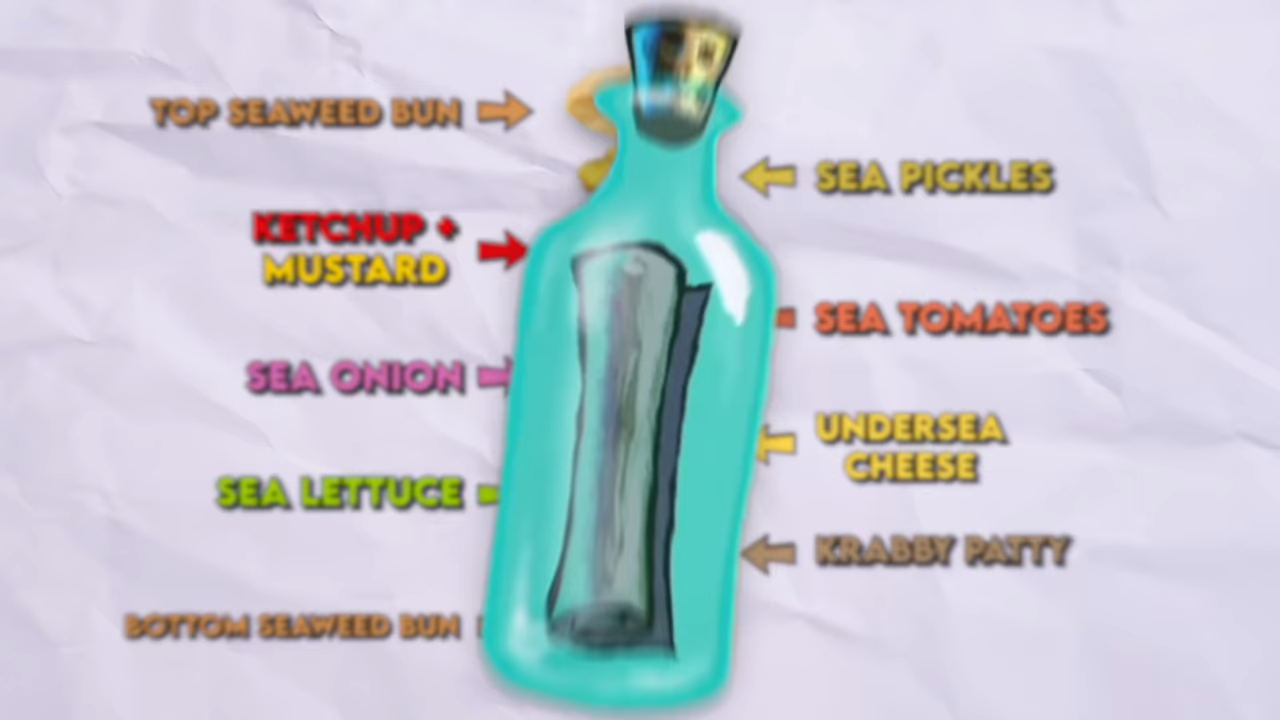 TOP SEAWEED BUN
SEA PICKLES
KETCHUP +
MUSTARD
SEA TOMATOES
SEA ONION
UNDERSEA
CHEESE
SEA LETTUCE
KRABBY PATTY
BOTTOM SEAWEED BUN